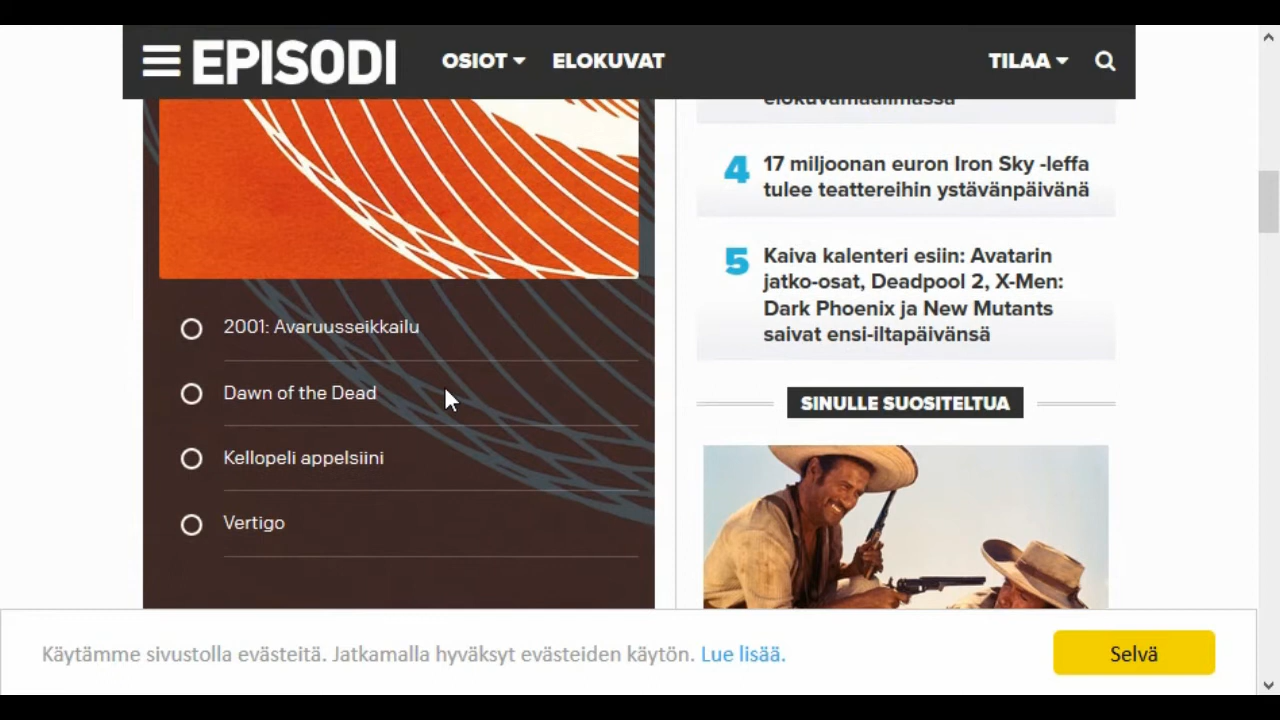 EPISODI OSIOT ELOKUVAT TILAA
elokuvamaailmassa
4 17 miljoonan euron Iron Sky -leffa
tulee teattereihin ystävänpäivänä
5 Kaiva kalenteri esiin: Avatarin
jatko-osat, Deadpool 2, X-Men:
Dark Phoenix ja New Mutants
saivat ensi-iltapäivänsä
2001: Avaruusseikkailu
Dawn of the Dead
Kellopeli appelsiini
Vertigo
SINULLE SUOSITELTUA
Käytämme sivustolla evästeitä. Jatkamalla hyväksyt evästeiden käytön. Lue lisää.
Selvä